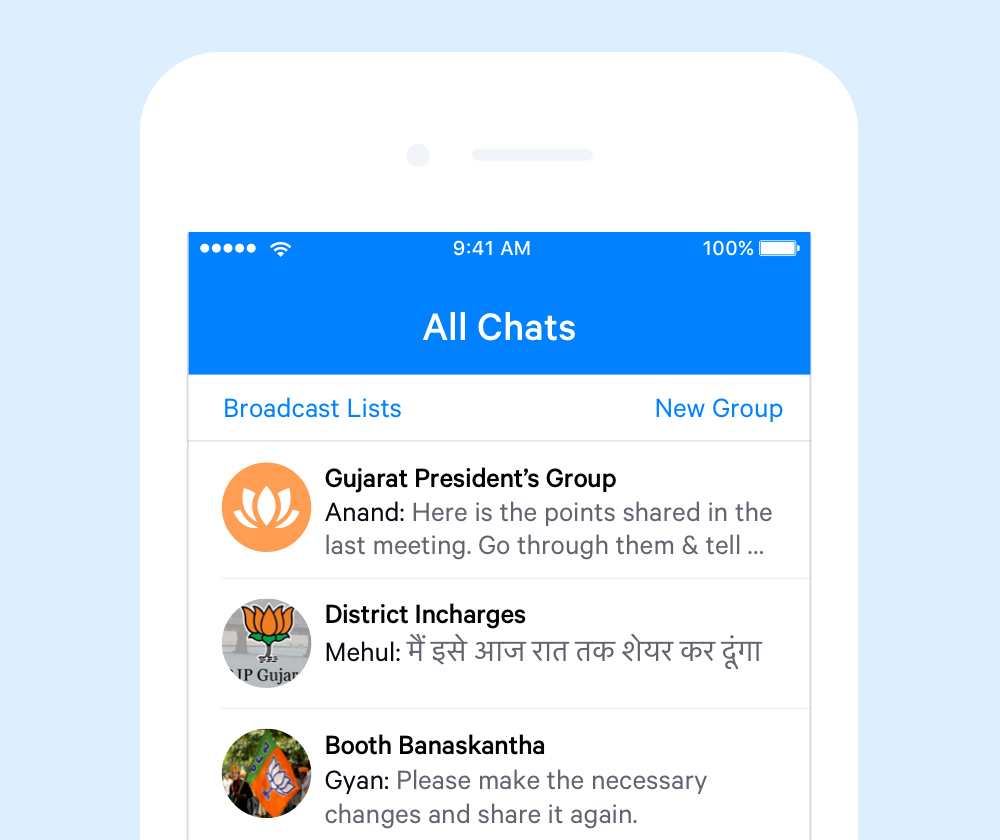 9:41 AM 100%
All Chats
Broadcast Lists New Group
Gujarat President’s Group
Anand: Here is the points shared in the
last meeting. Go through them & tell ...
District Incharges
Mehul: मैं इसे आज रात तक शेयर कर दूंगा
Booth Banaskantha
Gyan: Please make the necessary
changes and share it again.